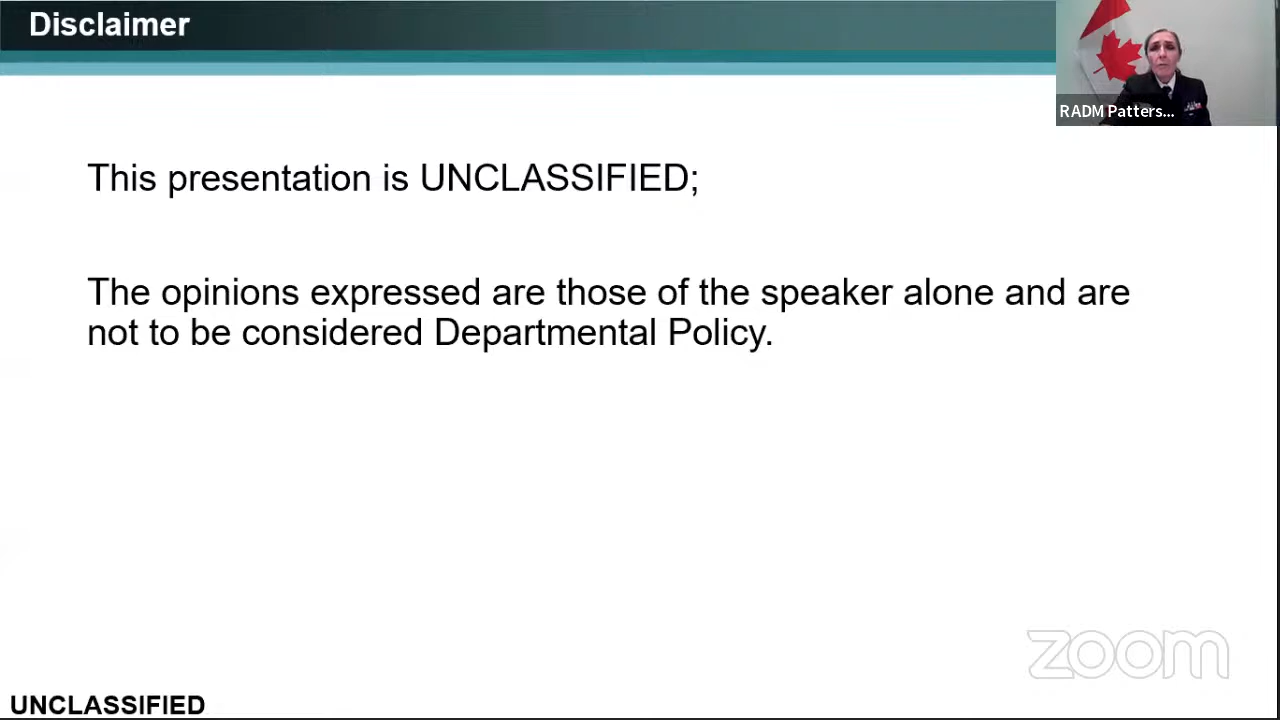 Disclaimer
RADM Patters...
This presentation is UNCLASSIFIED;
The opinions expressed are those of the speaker alone and are
not to be considered Departmental Policy.
zoom
UNCLASSIFIED